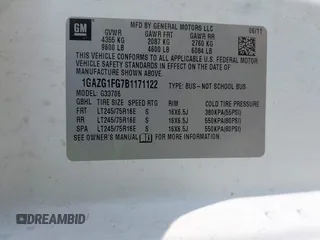 GM
MFD BY GENERAL MOTORS LLC
06/11
GVWR GAWR FRT GAWR RR
4355 KG 2087 KG 2760 KG
9600 LB 4600 LB 6084 LB
THIS VEHICLE CONFORMS TO ALL APPLICABLE U.S. FEDERAL MOTOR VEHICLE SAFETY STANDARDS IN EFFECT ON THE DATE OF MANUFACTURE SHOWN ABOVE.
1GAZG1FG7B1171122 TYPE: BUS-NOT SCHOOL BUS
MODEL: G33706
GBHL TIRE SIZE SPEED RTG RIM COLD TIRE PRESSURE
FRT LT245/75R16E S 16X6.5J 380KPA(55PSI)
RR LT245/75R16E S 16X6.5J 550KPA(80PSI)
SPA LT245/75R16E S 16X6.5J 550KPA(80PSI)
SEE OWNER MANUAL FOR MORE INFORMATION.
DREAMBID